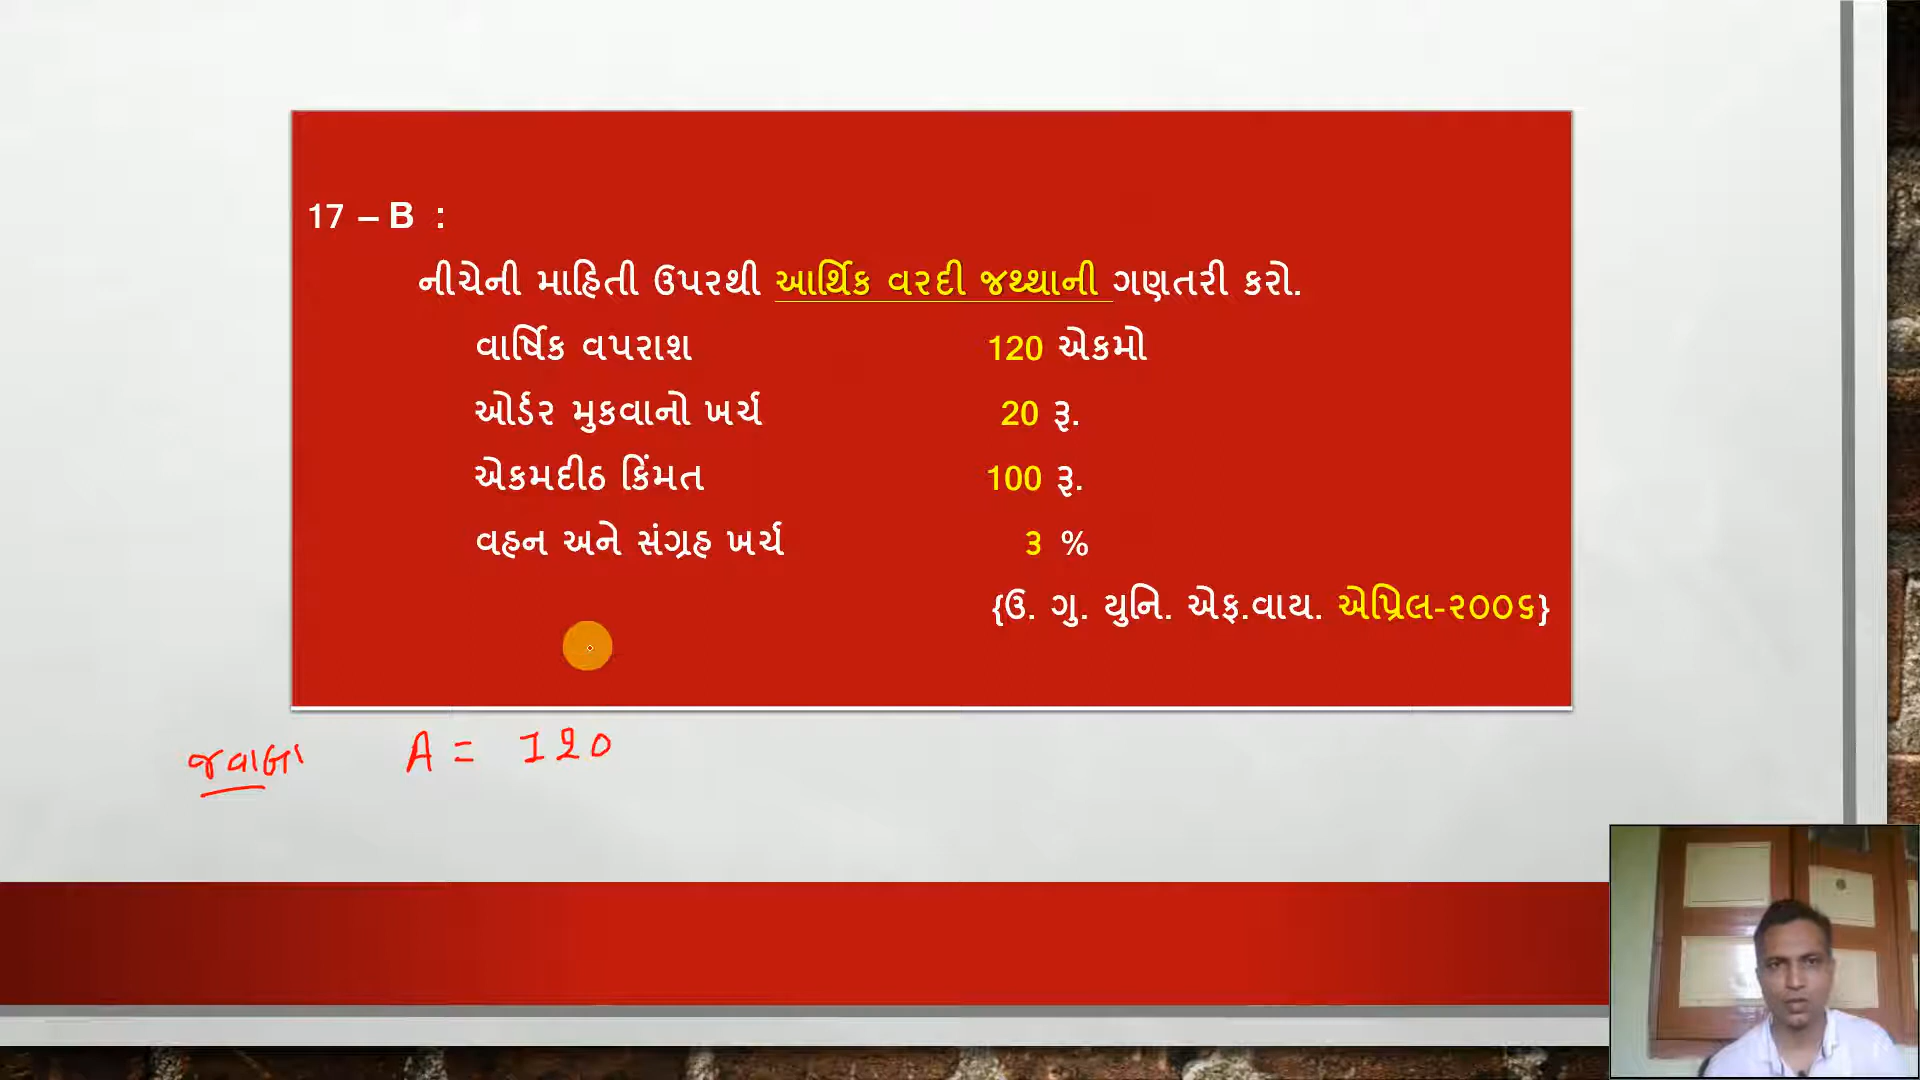 17 – B :
નીચેની માહિતી ઉપરથી આર્થિક વરદી જથ્થાની ગણતરી કરો.
વાર્ષિક વપરાશ 120 એકમો
ઓર્ડર મુકવાનો ખર્ચ 20 રૂ.
એકમદીઠ કિંમત 100 રૂ.
વહન અને સંગ્રહ ખર્ચ 3 %
{ઉ. ગુ. યુનિ. એફ.વાય. એપ્રિલ-૨૦૦૬}
જવાબ A = 120